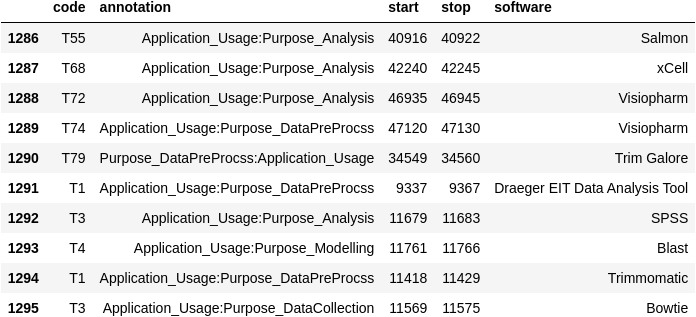 code annotation start stop software
1286 T55 Application_Usage:Purpose_Analysis 40916 40922 Salmon
1287 T68 Application_Usage:Purpose_Analysis 42240 42245 xCell
1288 T72 Application_Usage:Purpose_Analysis 46935 46945 Visiopharm
1289 T74 Application_Usage:Purpose_DataPreProcss 47120 47130 Visiopharm
1290 T79 Purpose_DataPreProcss:Application_Usage 34549 34560 Trim Galore
1291 T1 Application_Usage:Purpose_DataPreProcss 9337 9367 Draeger EIT Data Analysis Tool
1292 T3 Application_Usage:Purpose_Analysis 11679 11683 SPSS
1293 T4 Application_Usage:Purpose_Modelling 11761 11766 Blast
1294 T1 Application_Usage:Purpose_DataPreProcss 11418 11429 Trimmomatic
1295 T3 Application_Usage:Purpose_DataCollection 11569 11575 Bowtie